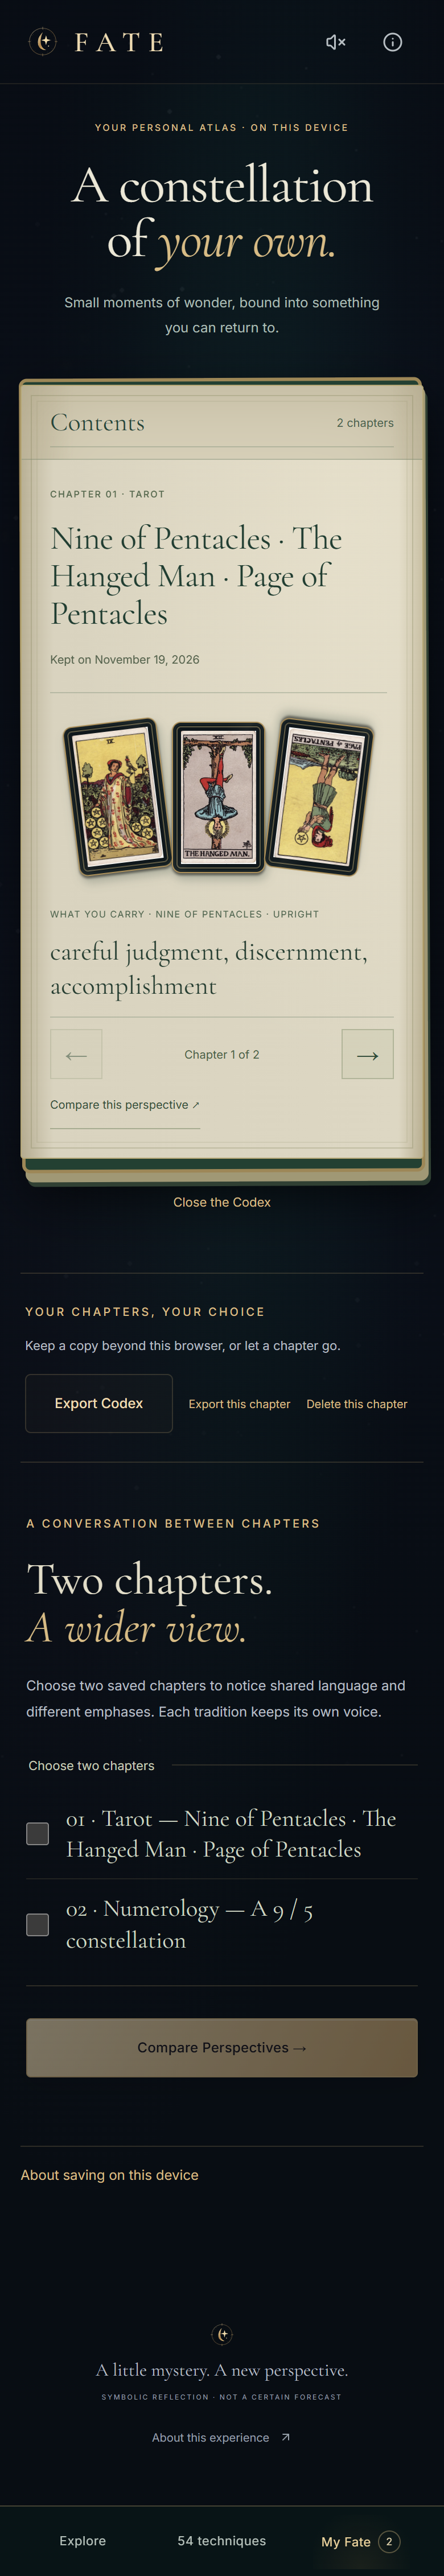 FATE
YOUR PERSONAL ATLAS · ON THIS DEVICE
A constellation
of your own.
Small moments of wonder, bound into something
you can return to.
Contents
2 chapters
CHAPTER 01 · TAROT
Nine of Pentacles · The
Hanged Man · Page of
Pentacles
Kept on November 19, 2026
IX
XII
THE HANGED MAN.
PAGE of PENTACLES
WHAT YOU CARRY · NINE OF PENTACLES · UPRIGHT
careful judgment, discernment,
accomplishment
←
Chapter 1 of 2
→
Compare this perspective ↗
Close the Codex
YOUR CHAPTERS, YOUR CHOICE
Keep a copy beyond this browser, or let a chapter go.
Export Codex
Export this chapter
Delete this chapter
A CONVERSATION BETWEEN CHAPTERS
Two chapters.
A wider view.
Choose two saved chapters to notice shared language and
different emphases. Each tradition keeps its own voice.
Choose two chapters
01 · Tarot — Nine of Pentacles · The
Hanged Man · Page of Pentacles
02 · Numerology — A 9 / 5
constellation
Compare Perspectives →
About saving on this device
A little mystery. A new perspective.
SYMBOLIC REFLECTION · NOT A CERTAIN FORECAST
About this experience ↗
Explore
54 techniques
My Fate 2